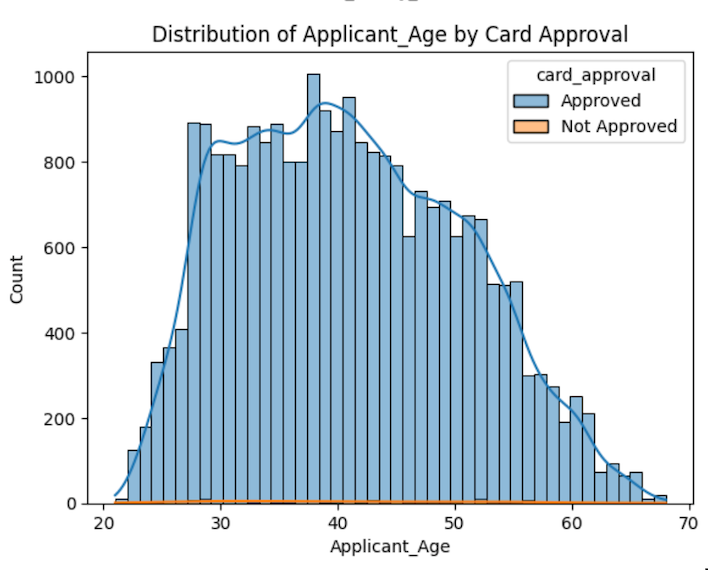 Distribution of Applicant_Age by Card Approval
card_approval
Approved
Not Approved
1000
800
600
400
200
0
Count
20 30 40 50 60 70
Applicant_Age